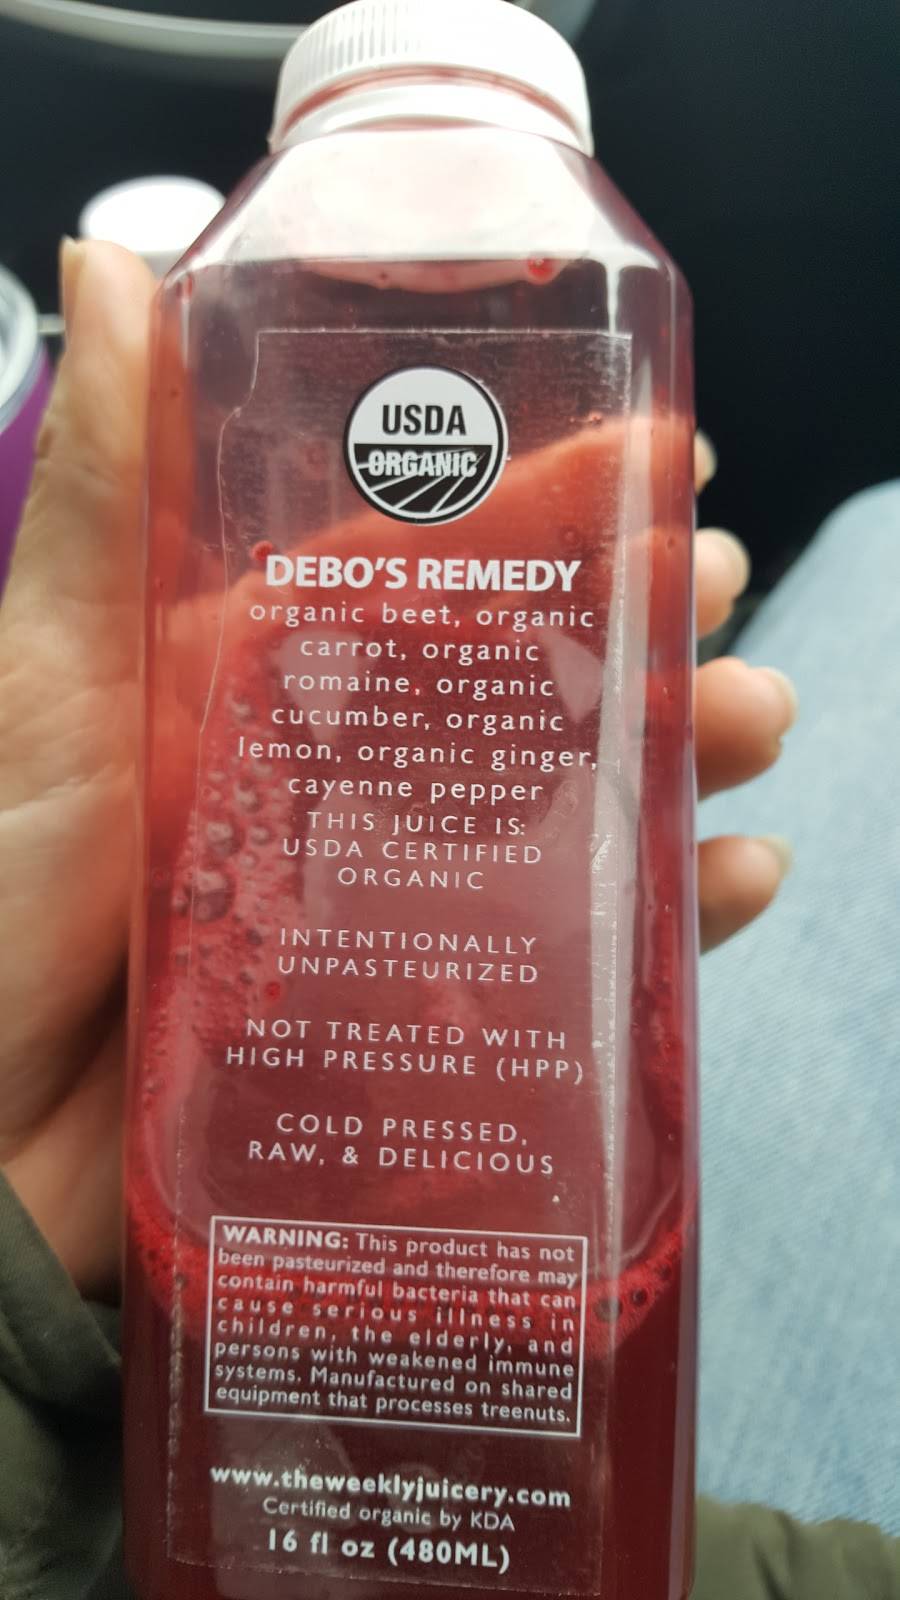 USDA
ORGANIC
DEBO'S REMEDY
organic beet, organic
carrot, organic
romaine, organic
cucumber, organic
lemon, organic ginger,
cayenne pepper
THIS JUICE IS:
USDA CERTIFIED
ORGANIC
INTENTIONALLY
UNPASTEURIZED
NOT TREATED WITH
HIGH PRESSURE (HPP)
COLD PRESSED,
RAW, & DELICIOUS
WARNING: This product has not
been pasteurized and therefore may
contain harmful bacteria that can
cause serious illness in
children, the elderly, and
persons with weakened immune
systems. Manufactured on shared
equipment that processes treenuts.
www.theweeklyjuicery.com
Certified organic by KDA
16 fl oz (480ML)